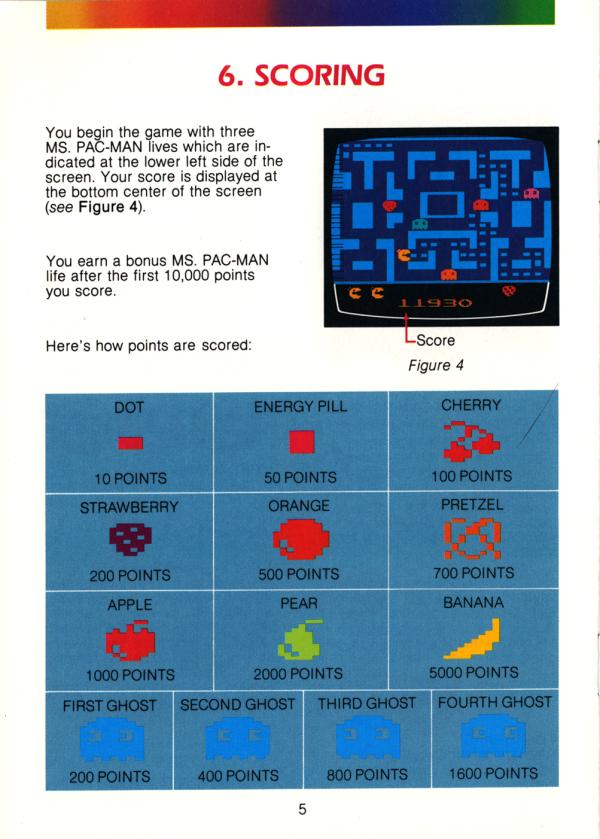 6. SCORING
You begin the game with three
MS. PAC-MAN lives which are in-
dicated at the lower left side of the
screen. Your score is displayed at
the bottom center of the screen
(see Figure 4).
You earn a bonus MS. PAC-MAN
life after the first 10,000 points
you score.
Here's how points are scored:
11930
Score
Figure 4
DOT ENERGY PILL CHERRY
10 POINTS 50 POINTS 100 POINTS
STRAWBERRY ORANGE PRETZEL
200 POINTS 500 POINTS 700 POINTS
APPLE PEAR BANANA
1000 POINTS 2000 POINTS 5000 POINTS
FIRST GHOST SECOND GHOST THIRD GHOST FOURTH GHOST
200 POINTS 400 POINTS 800 POINTS 1600 POINTS
5